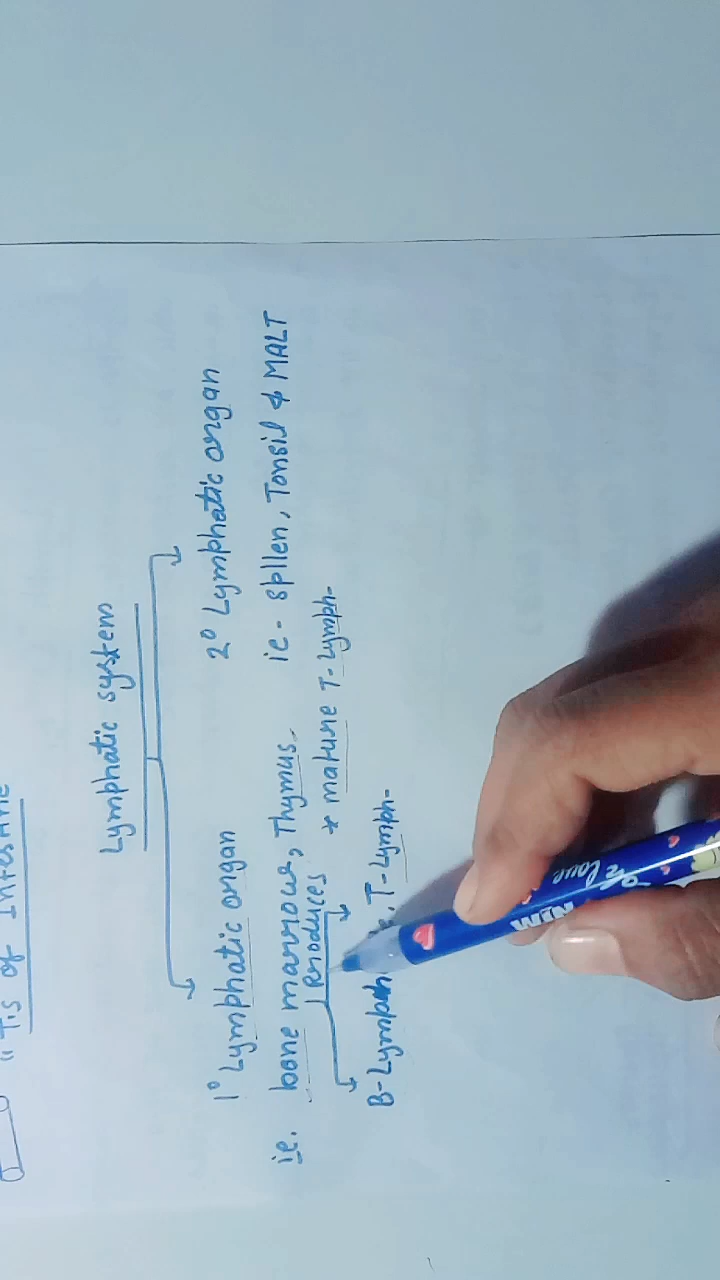 "T.S of Intestine
Lymphatic system
1° Lymphatic organ 2° Lymphatic organ
ie. bone marrow, Thymus. ie - spllen, Tonsil & MALT
Produces * mature T-Lymph-
B-Lymph , T-Lymph-
Love